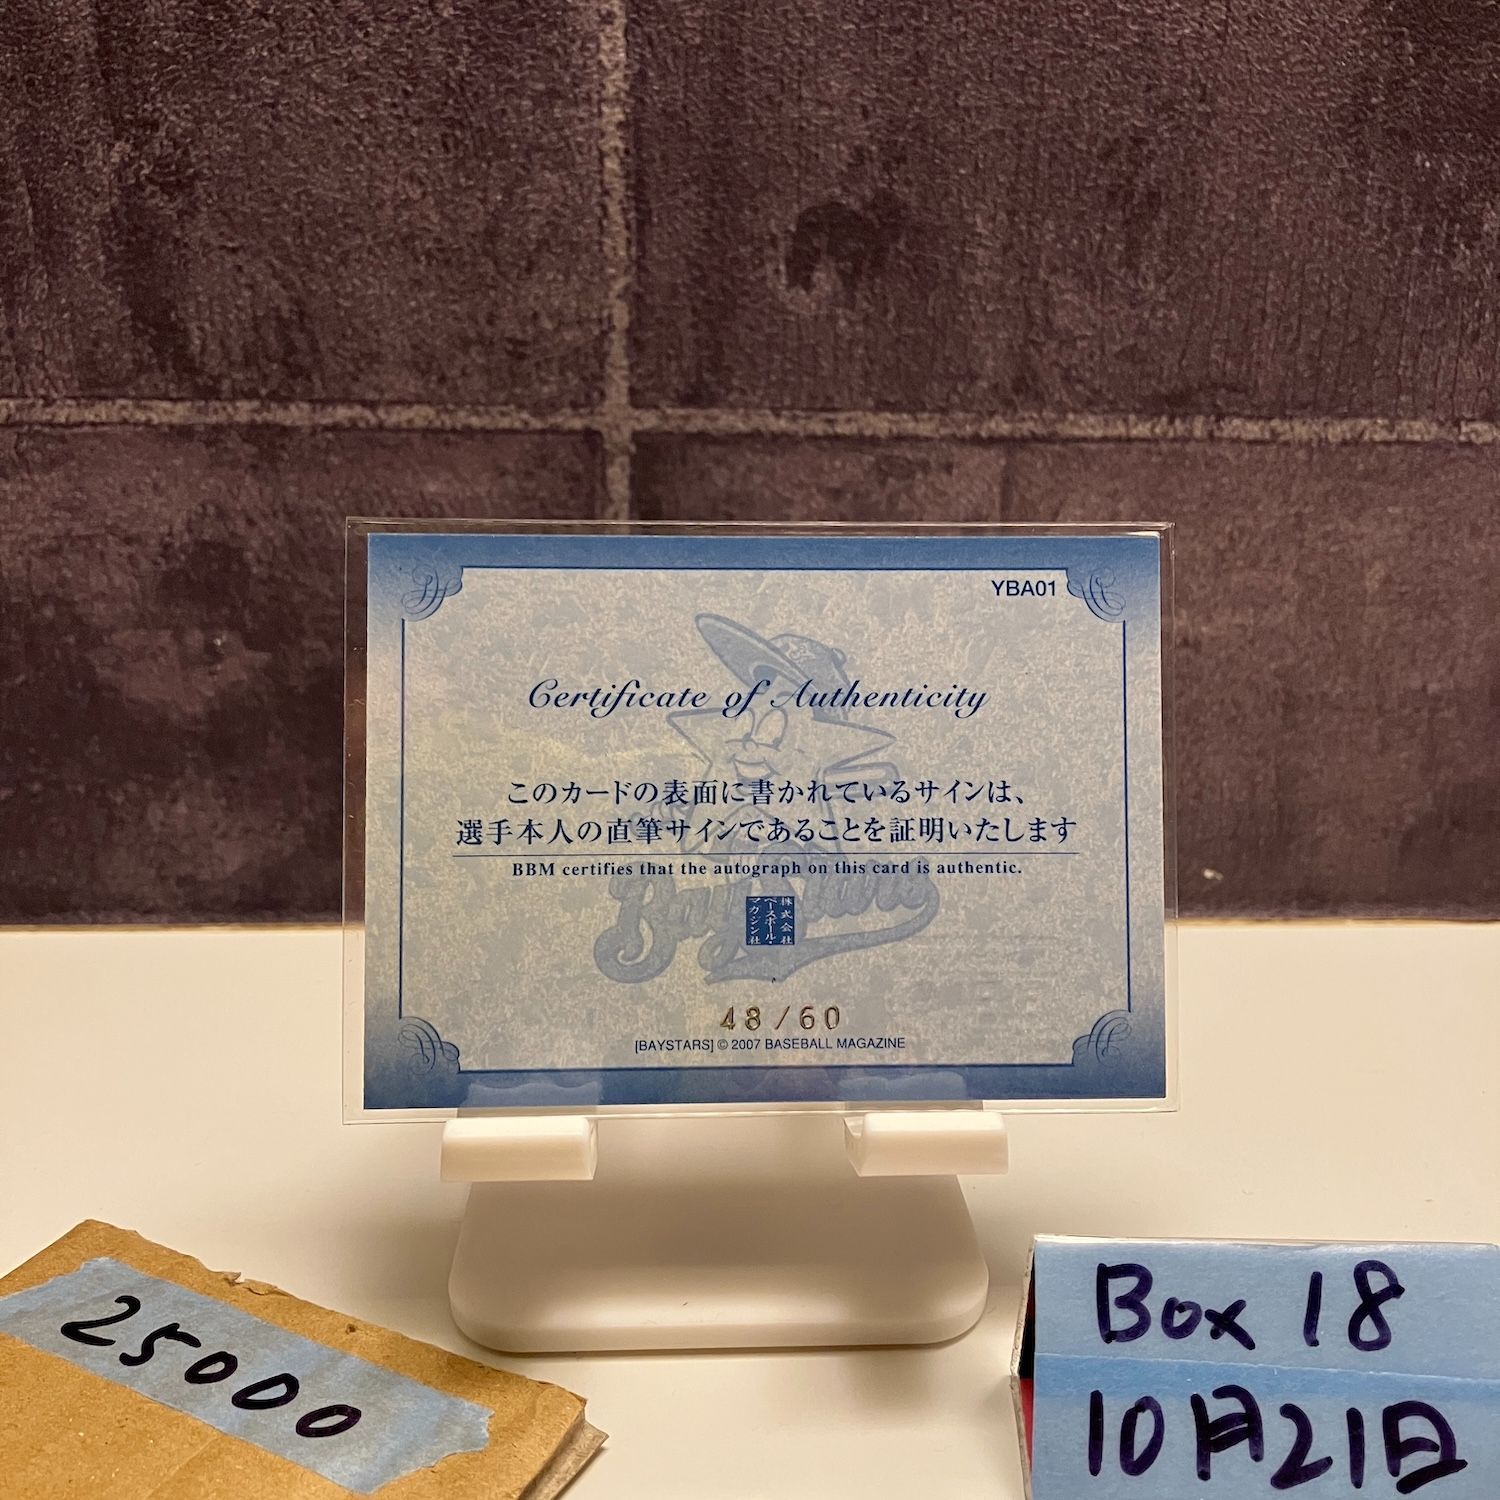 YBA01
Certificate of Authenticity
このカードの表面に書かれているサインは、
選手本人の直筆サインであることを証明いたします
BBM certifies that the autograph on this card is authentic.
BayStars
株式会社
ベースボール・
マガジン社
48/60
[BAYSTARS] © 2007 BASEBALL MAGAZINE
25000
Box 18
10月21日